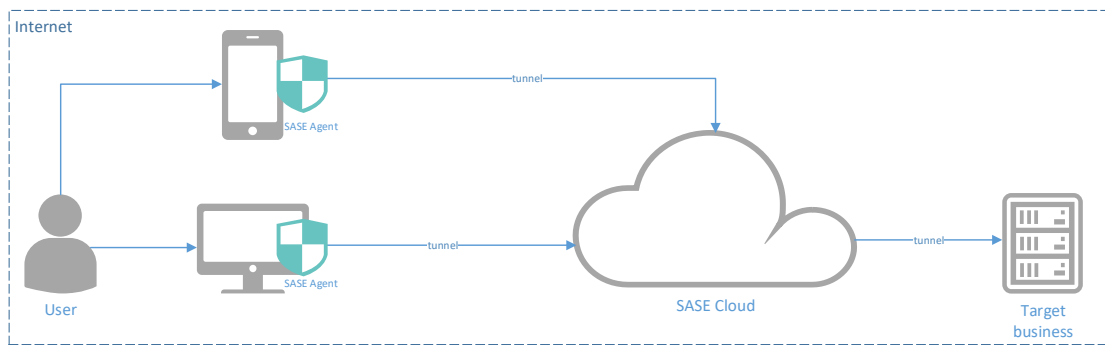 Internet
tunnel
SASE Agent
tunnel
tunnel
SASE Agent
User
SASE Cloud
Target
business